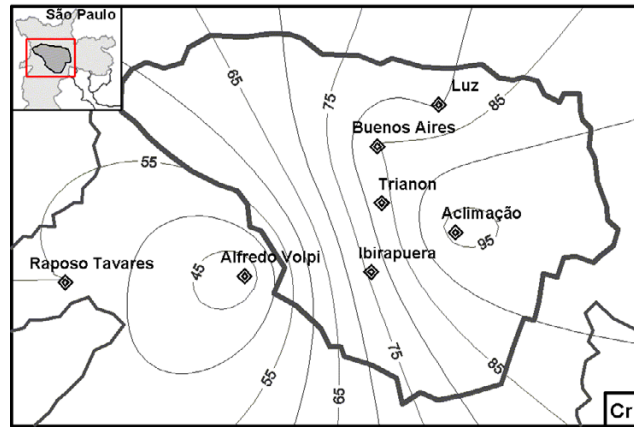 São Paulo
65
75
Luz
85
Buenos Aires
55
Trianon
Aclimação
95
Raposo Tavares
45
Alfredo Volpi
Ibirapuera
55
65
75
85
Cr